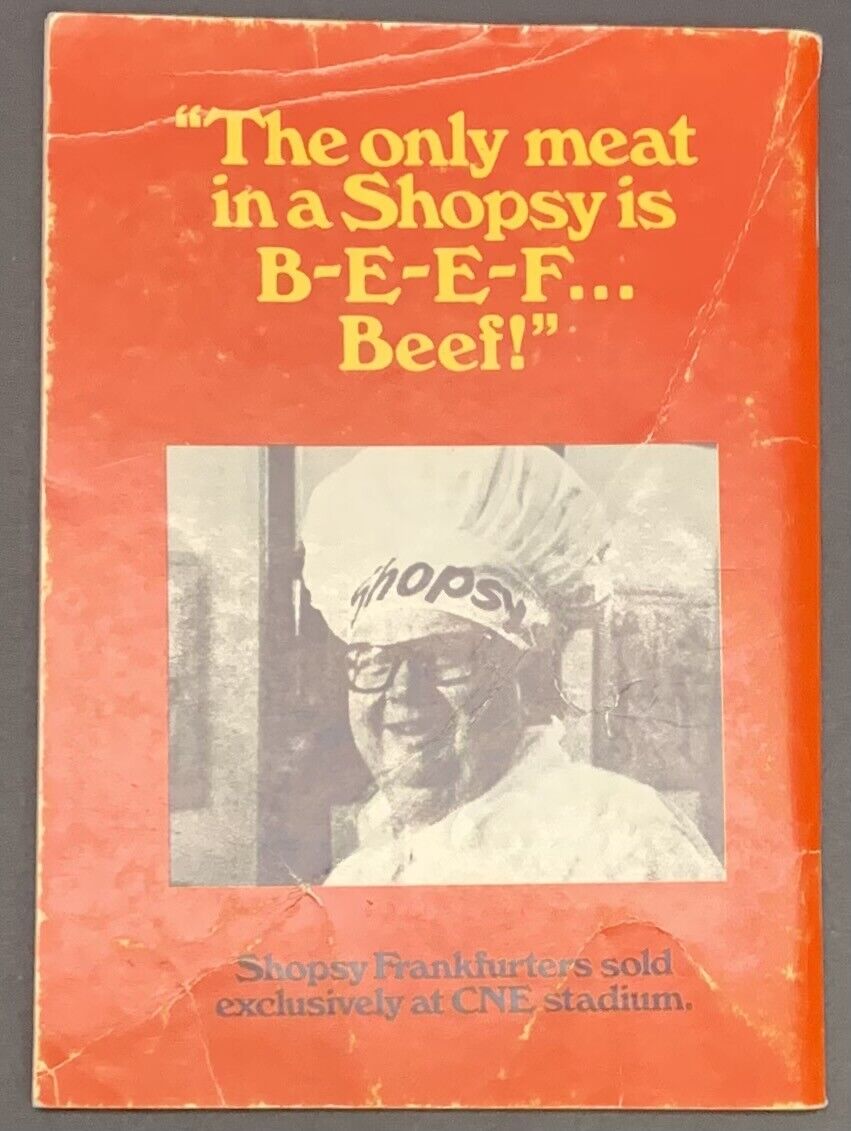 “The only meat
in a Shopsy is
B-E-E-F...
Beef!”
Shopsy
Shopsy Frankfurters sold
exclusively at CNE stadium.